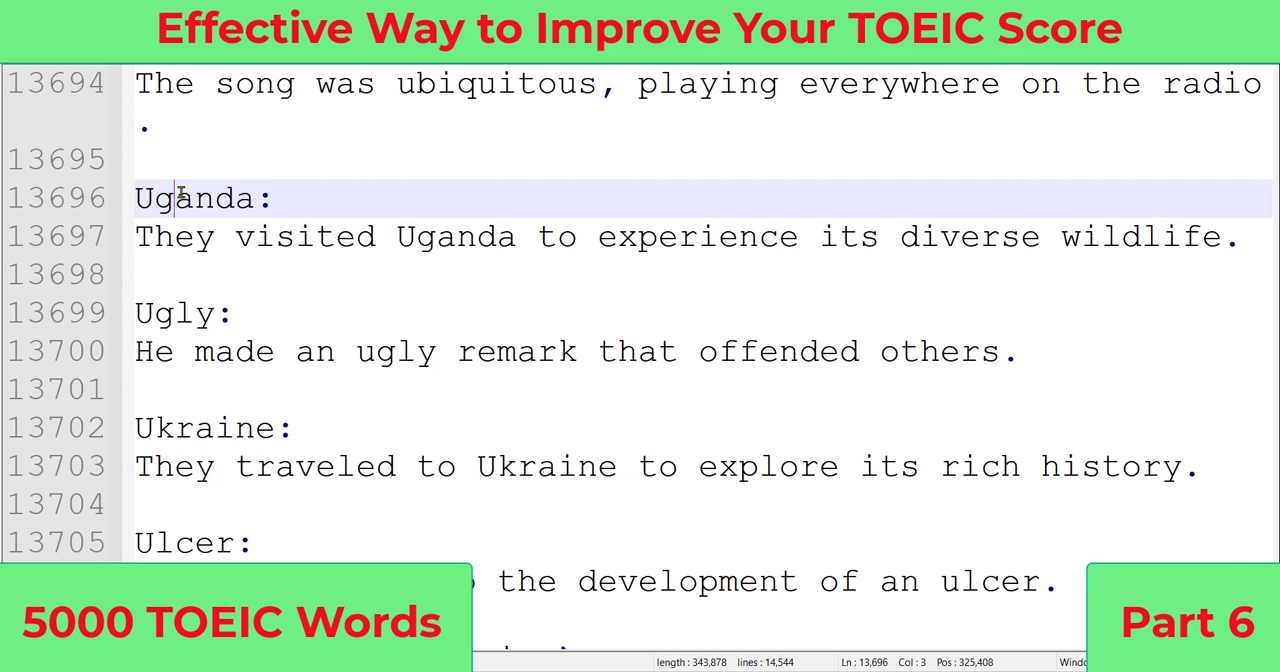 Effective Way to Improve Your TOEIC Score
13694 The song was ubiquitous, playing everywhere on the radio
.
13695
13696 Uganda:
13697 They visited Uganda to experience its diverse wildlife.
13698
13699 Ugly:
13700 He made an ugly remark that offended others.
13701
13702 Ukraine:
13703 They traveled to Ukraine to explore its rich history.
13704
13705 Ulcer:
the development of an ulcer.
5000 TOEIC Words
Part 6
length : 343,878 lines : 14,544 Ln : 13,696 Col : 3 Pos : 325,408